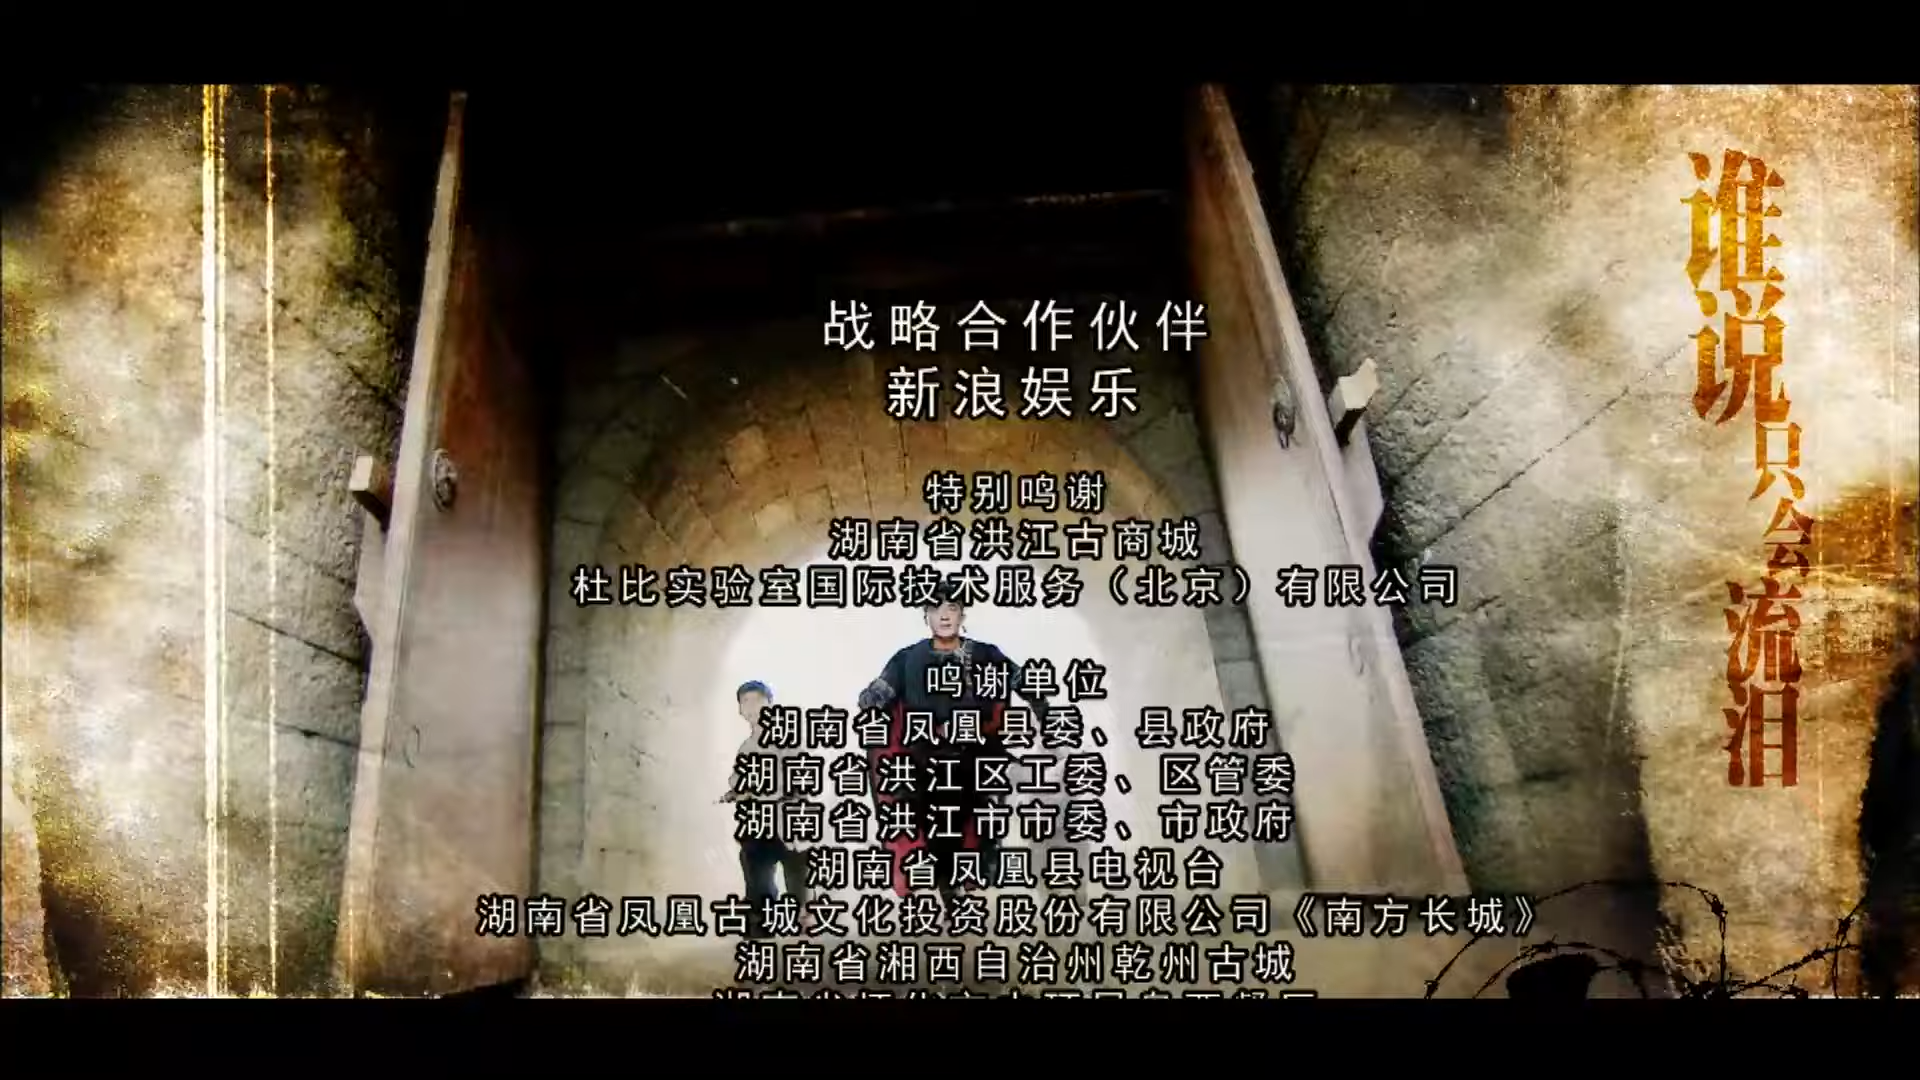 战略合作伙伴
新浪娱乐
特别鸣谢
湖南省洪江古商城
杜比实验室国际技术服务（北京）有限公司
鸣谢单位
湖南省凤凰县委、县政府
湖南省洪江区工委、区管委
湖南省洪江市市委、市政府
湖南省凤凰县电视台
湖南省凤凰古城文化投资股份有限公司《南方长城》
湖南省湘西自治州乾州古城
谁说只会流泪